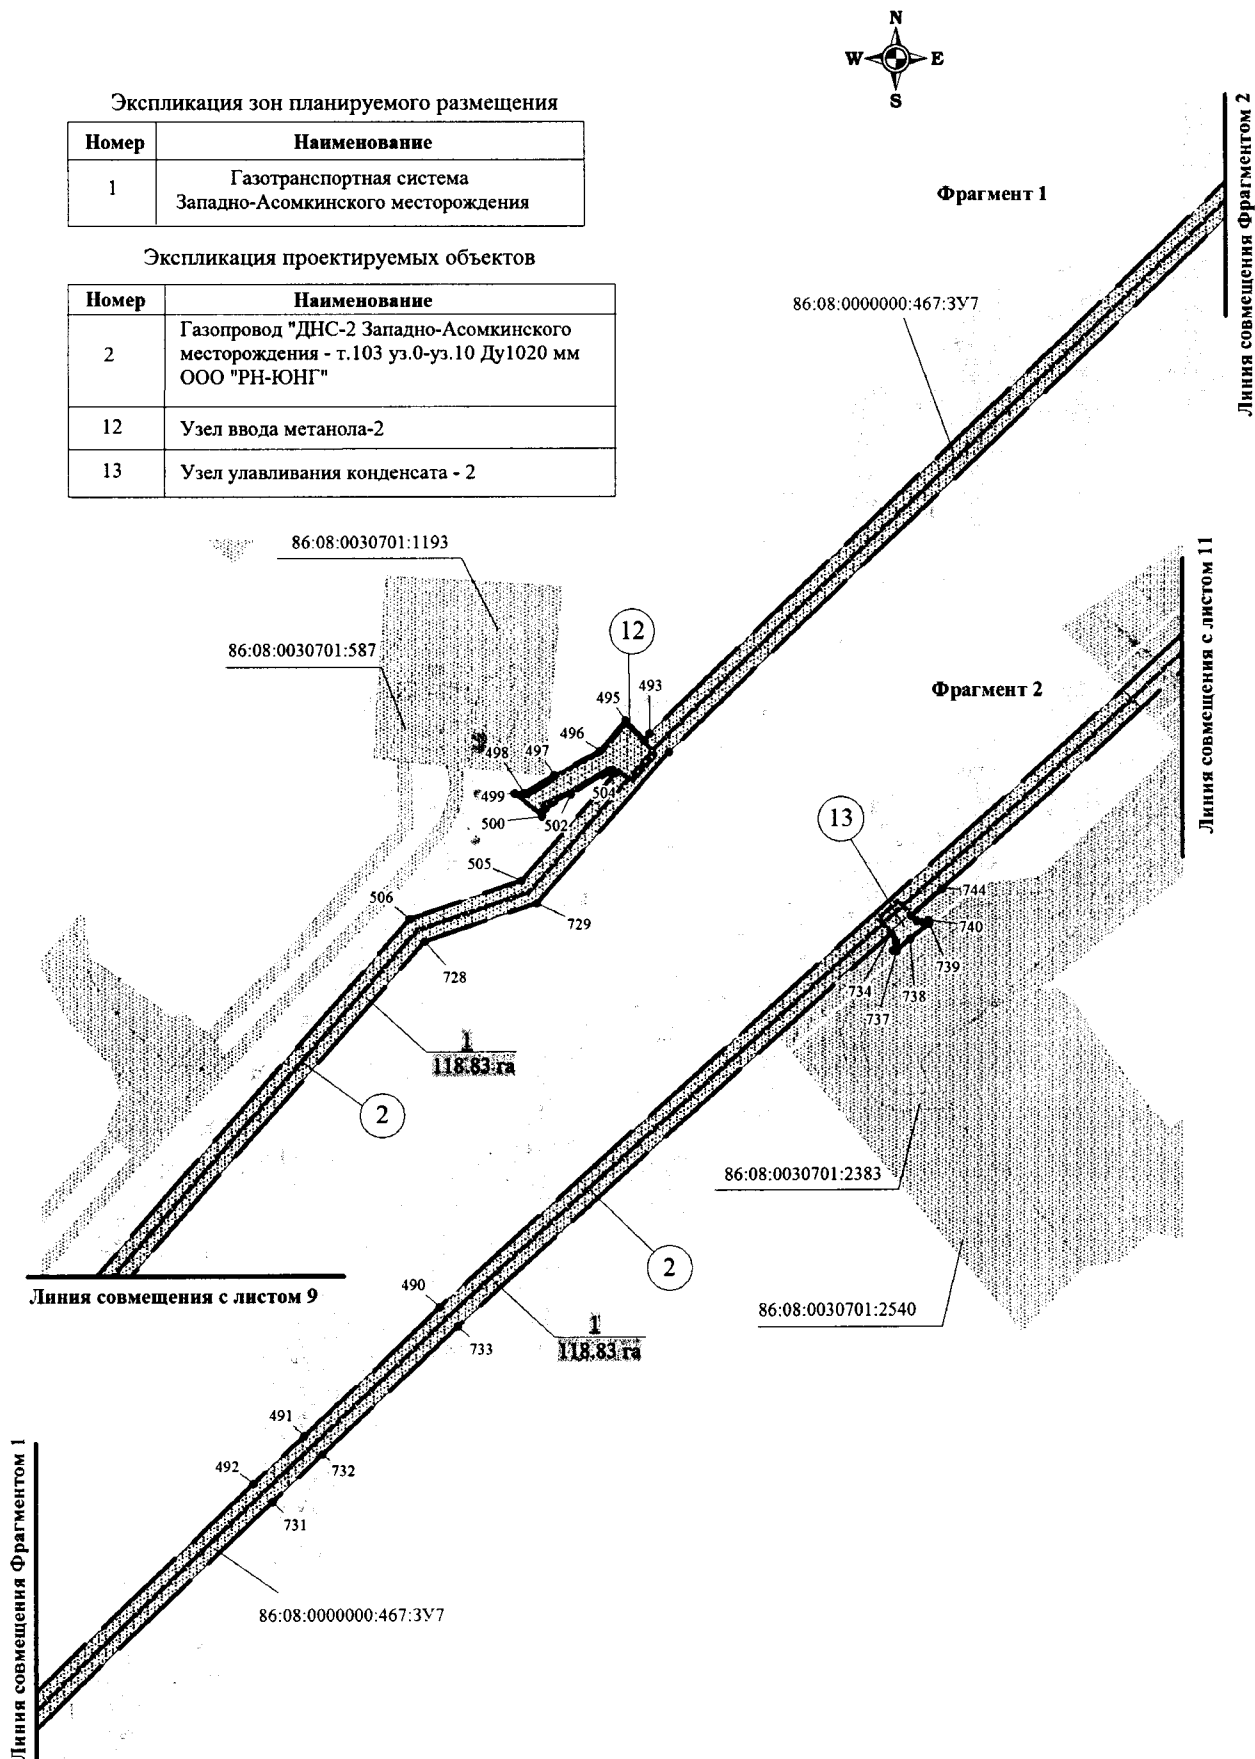 N
W E
S
Экспликация зон планируемого размещения
Номер Наименование
1 Газотранспортная система
Западно-Асомкинского месторождения
Экспликация проектируемых объектов
Номер Наименование
2 Газопровод "ДНС-2 Западно-Асомкинского
месторождения - т.103 уз.0-уз.10 Ду1020 мм
ООО "РН-ЮНГ"
12 Узел ввода метанола-2
13 Узел улавливания конденсата - 2
Фрагмент 1
Линия совмещения Фрагментом 2
86:08:0000000:467:ЗУ7
86:08:0030701:1193
86:08:0030701:587
12
495
493
496
497
498
499
500
502
504
505
506
729
728
1
118.83 га
2
Линия совмещения с листом 9
Линия совмещения с листом 11
Фрагмент 2
13
744
740
739
738
734
737
86:08:0030701:2383
86:08:0030701:2540
2
490
733
1
118.83 га
491
492
732
731
86:08:0000000:467:ЗУ7
Линия совмещения Фрагментом 1